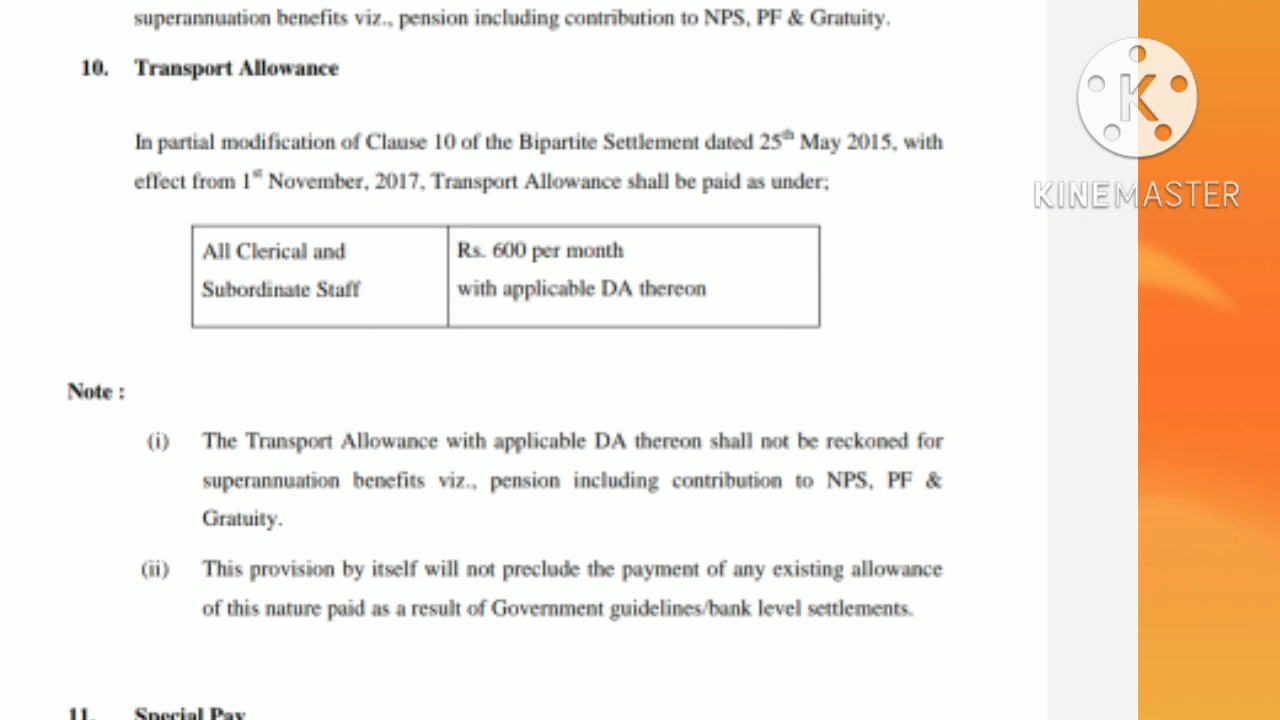 superannuation benefits viz., pension including contribution to NPS, PF & Gratuity.
10. Transport Allowance
In partial modification of Clause 10 of the Bipartite Settlement dated 25th May 2015, with
effect from 1st November, 2017, Transport Allowance shall be paid as under;
All Clerical and
Subordinate Staff
Rs. 600 per month
with applicable DA thereon
Note :
(i) The Transport Allowance with applicable DA thereon shall not be reckoned for
superannuation benefits viz., pension including contribution to NPS, PF &
Gratuity.
(ii) This provision by itself will not preclude the payment of any existing allowance
of this nature paid as a result of Government guidelines/bank level settlements.
11. Special Pay
K
KINEMASTER